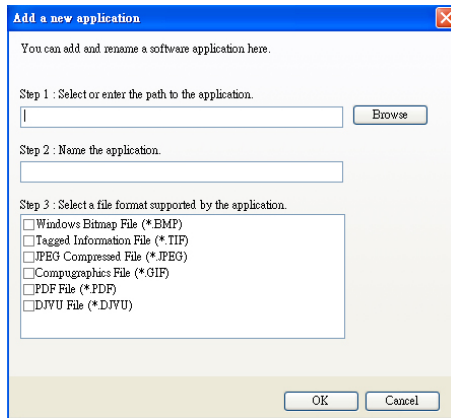 Add a new application
You can add and rename a software application here.
Step 1 : Select or enter the path to the application.
Browse
Step 2 : Name the application.
Step 3 : Select a file format supported by the application.
Windows Bitmap File (*.BMP)
Tagged Information File (*.TIF)
JPEG Compressed File (*.JPEG)
Compugraphics File (*.GIF)
PDF File (*.PDF)
DJVU File (*.DJVU)
OK Cancel